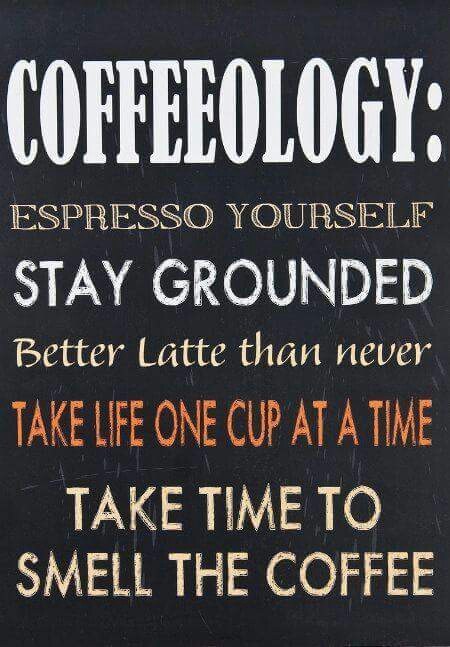 COFFEEOLOGY:
ESPRESSO YOURSELF
STAY GROUNDED
Better Latte than never
TAKE LIFE ONE CUP AT A TIME
TAKE TIME TO
SMELL THE COFFEE